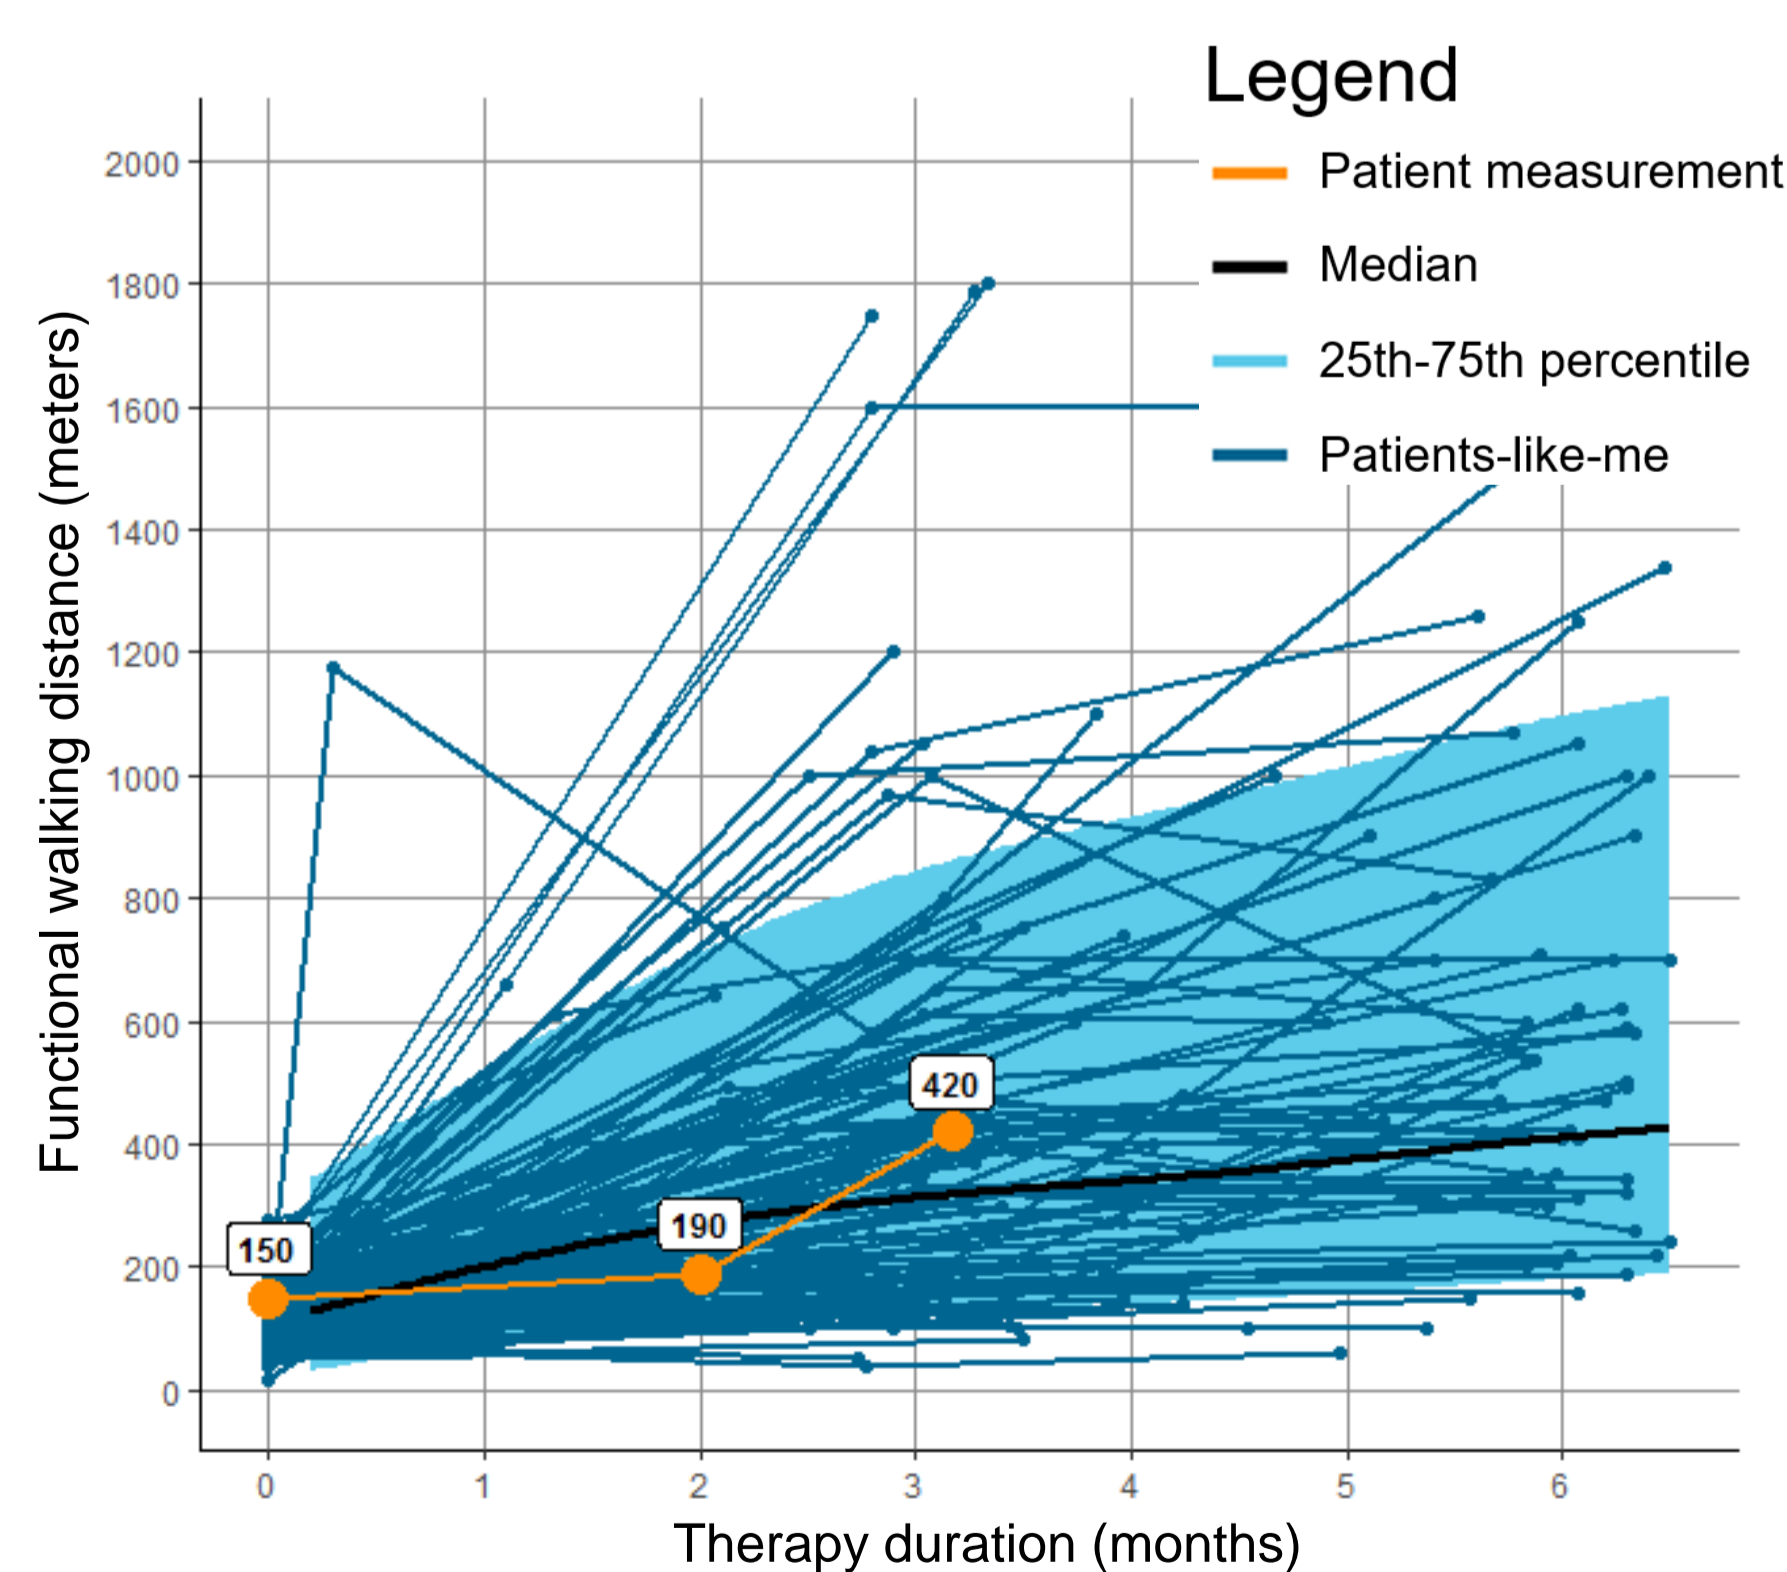 Legend
Patient measurement
Median
25th-75th percentile
Patients-like-me
Functional walking distance (meters)
2000
1800
1600
1400
1200
1000
800
600
400
200
0
150
190
420
0 1 2 3 4 5 6
Therapy duration (months)